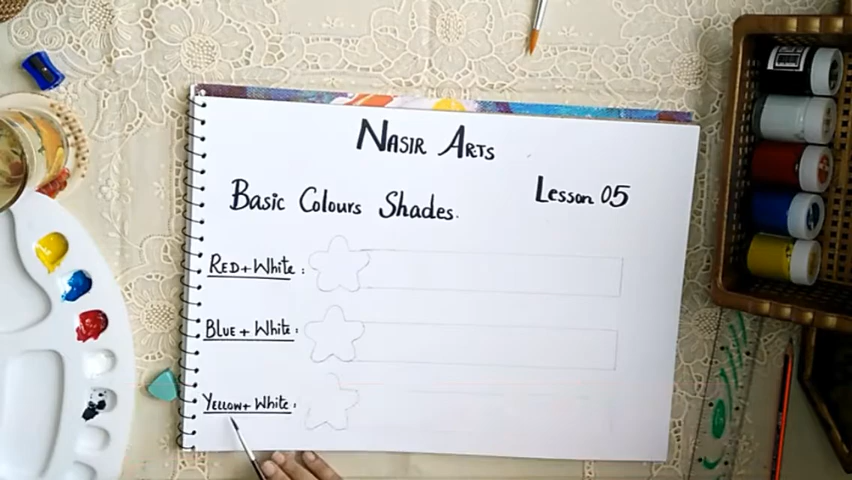 NASIR ARTS
Lesson 05
Basic Colours Shades.
RED + White :
BLUE + White :
YELLOW + White :